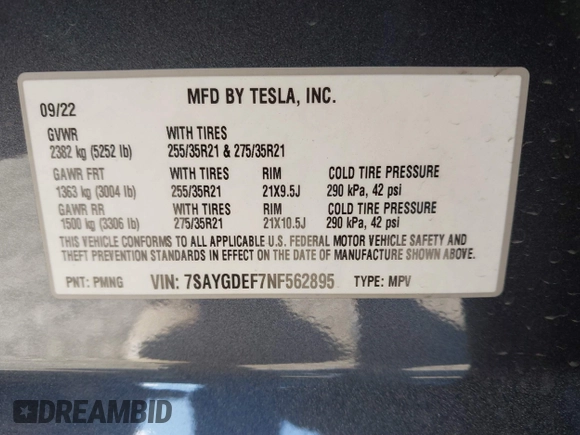 MFD BY TESLA, INC.
09/22
GVWR WITH TIRES
2382 kg (5252 lb) 255/35R21 & 275/35R21
GAWR FRT WITH TIRES RIM COLD TIRE PRESSURE
1363 kg (3004 lb) 255/35R21 21X9.5J 290 kPa, 42 psi
GAWR RR WITH TIRES RIM COLD TIRE PRESSURE
1500 kg (3306 lb) 275/35R21 21X10.5J 290 kPa, 42 psi
THIS VEHICLE CONFORMS TO ALL APPLICABLE U.S. FEDERAL MOTOR VEHICLE SAFETY AND
THEFT PREVENTION STANDARDS IN EFFECT ON THE DATE OF MANUFACTURE SHOWN ABOVE.
PNT: PMNG VIN: 7SAYGDEF7NF562895 TYPE: MPV
DREAMBID